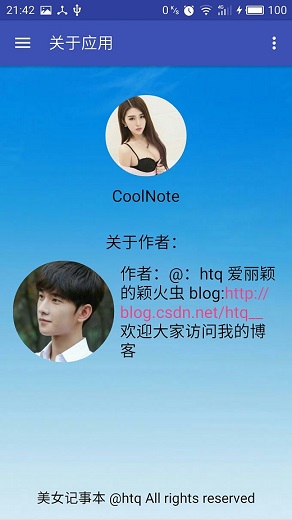 21:42
0%
4G
100
关于应用
CoolNote
关于作者：
作者：@：htq 爱丽颖
的颖火虫 blog:http://
blog.csdn.net/htq__
欢迎大家访问我的博
客
美女记事本 @htq All rights reserved